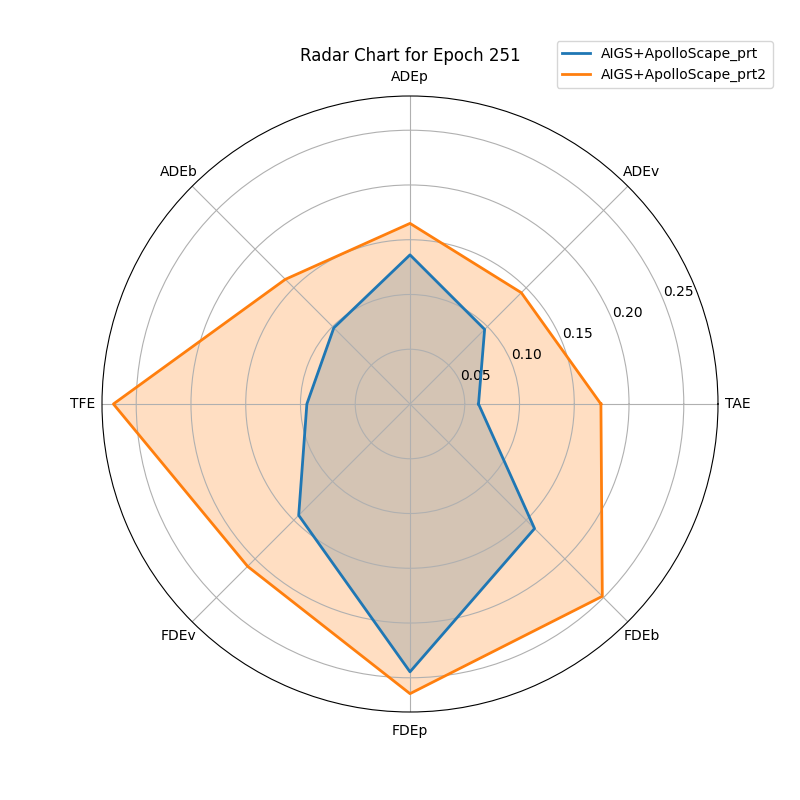 Radar Chart for Epoch 251
AIGS+ApolloScape_prt
AIGS+ApolloScape_prt2
ADEp
ADEb
ADEv
0.25
0.20
0.15
0.10
0.05
TFE
TAE
FDEv
FDEb
FDEp